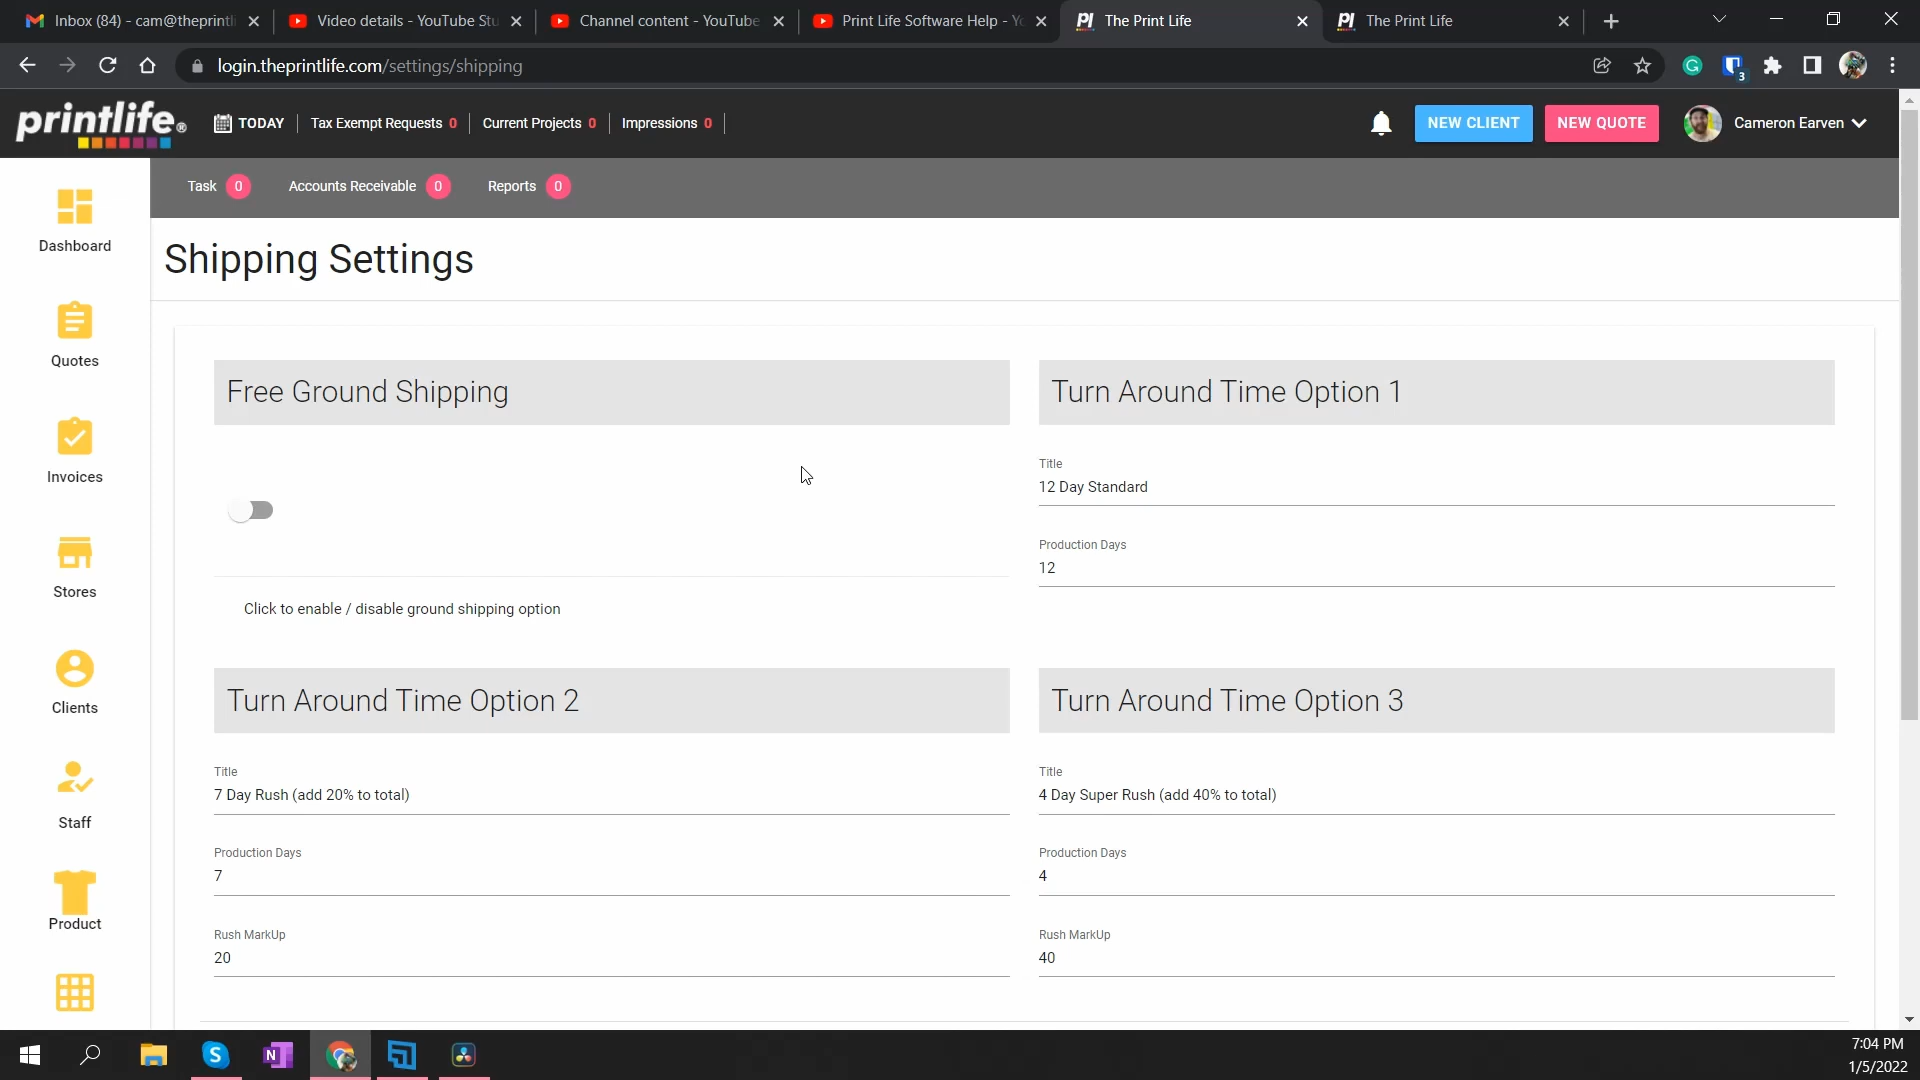 Inbox (84) - cam@theprintl
Video details - YouTube Stu
Channel content - YouTube
Print Life Software Help - Yo
The Print Life
The Print Life
login.theprintlife.com/settings/shipping
3
printlife®
TODAY
Tax Exempt Requests 0
Current Projects 0
Impressions 0
NEW CLIENT
NEW QUOTE
Cameron Earven
Task 0
Accounts Receivable 0
Reports 0
Dashboard
Quotes
Invoices
Stores
Clients
Staff
Product
Shipping Settings
Free Ground Shipping
Click to enable / disable ground shipping option
Turn Around Time Option 1
Title
12 Day Standard
Production Days
12
Turn Around Time Option 2
Title
7 Day Rush (add 20% to total)
Production Days
7
Rush MarkUp
20
Turn Around Time Option 3
Title
4 Day Super Rush (add 40% to total)
Production Days
4
Rush MarkUp
40
7:04 PM
1/5/2022